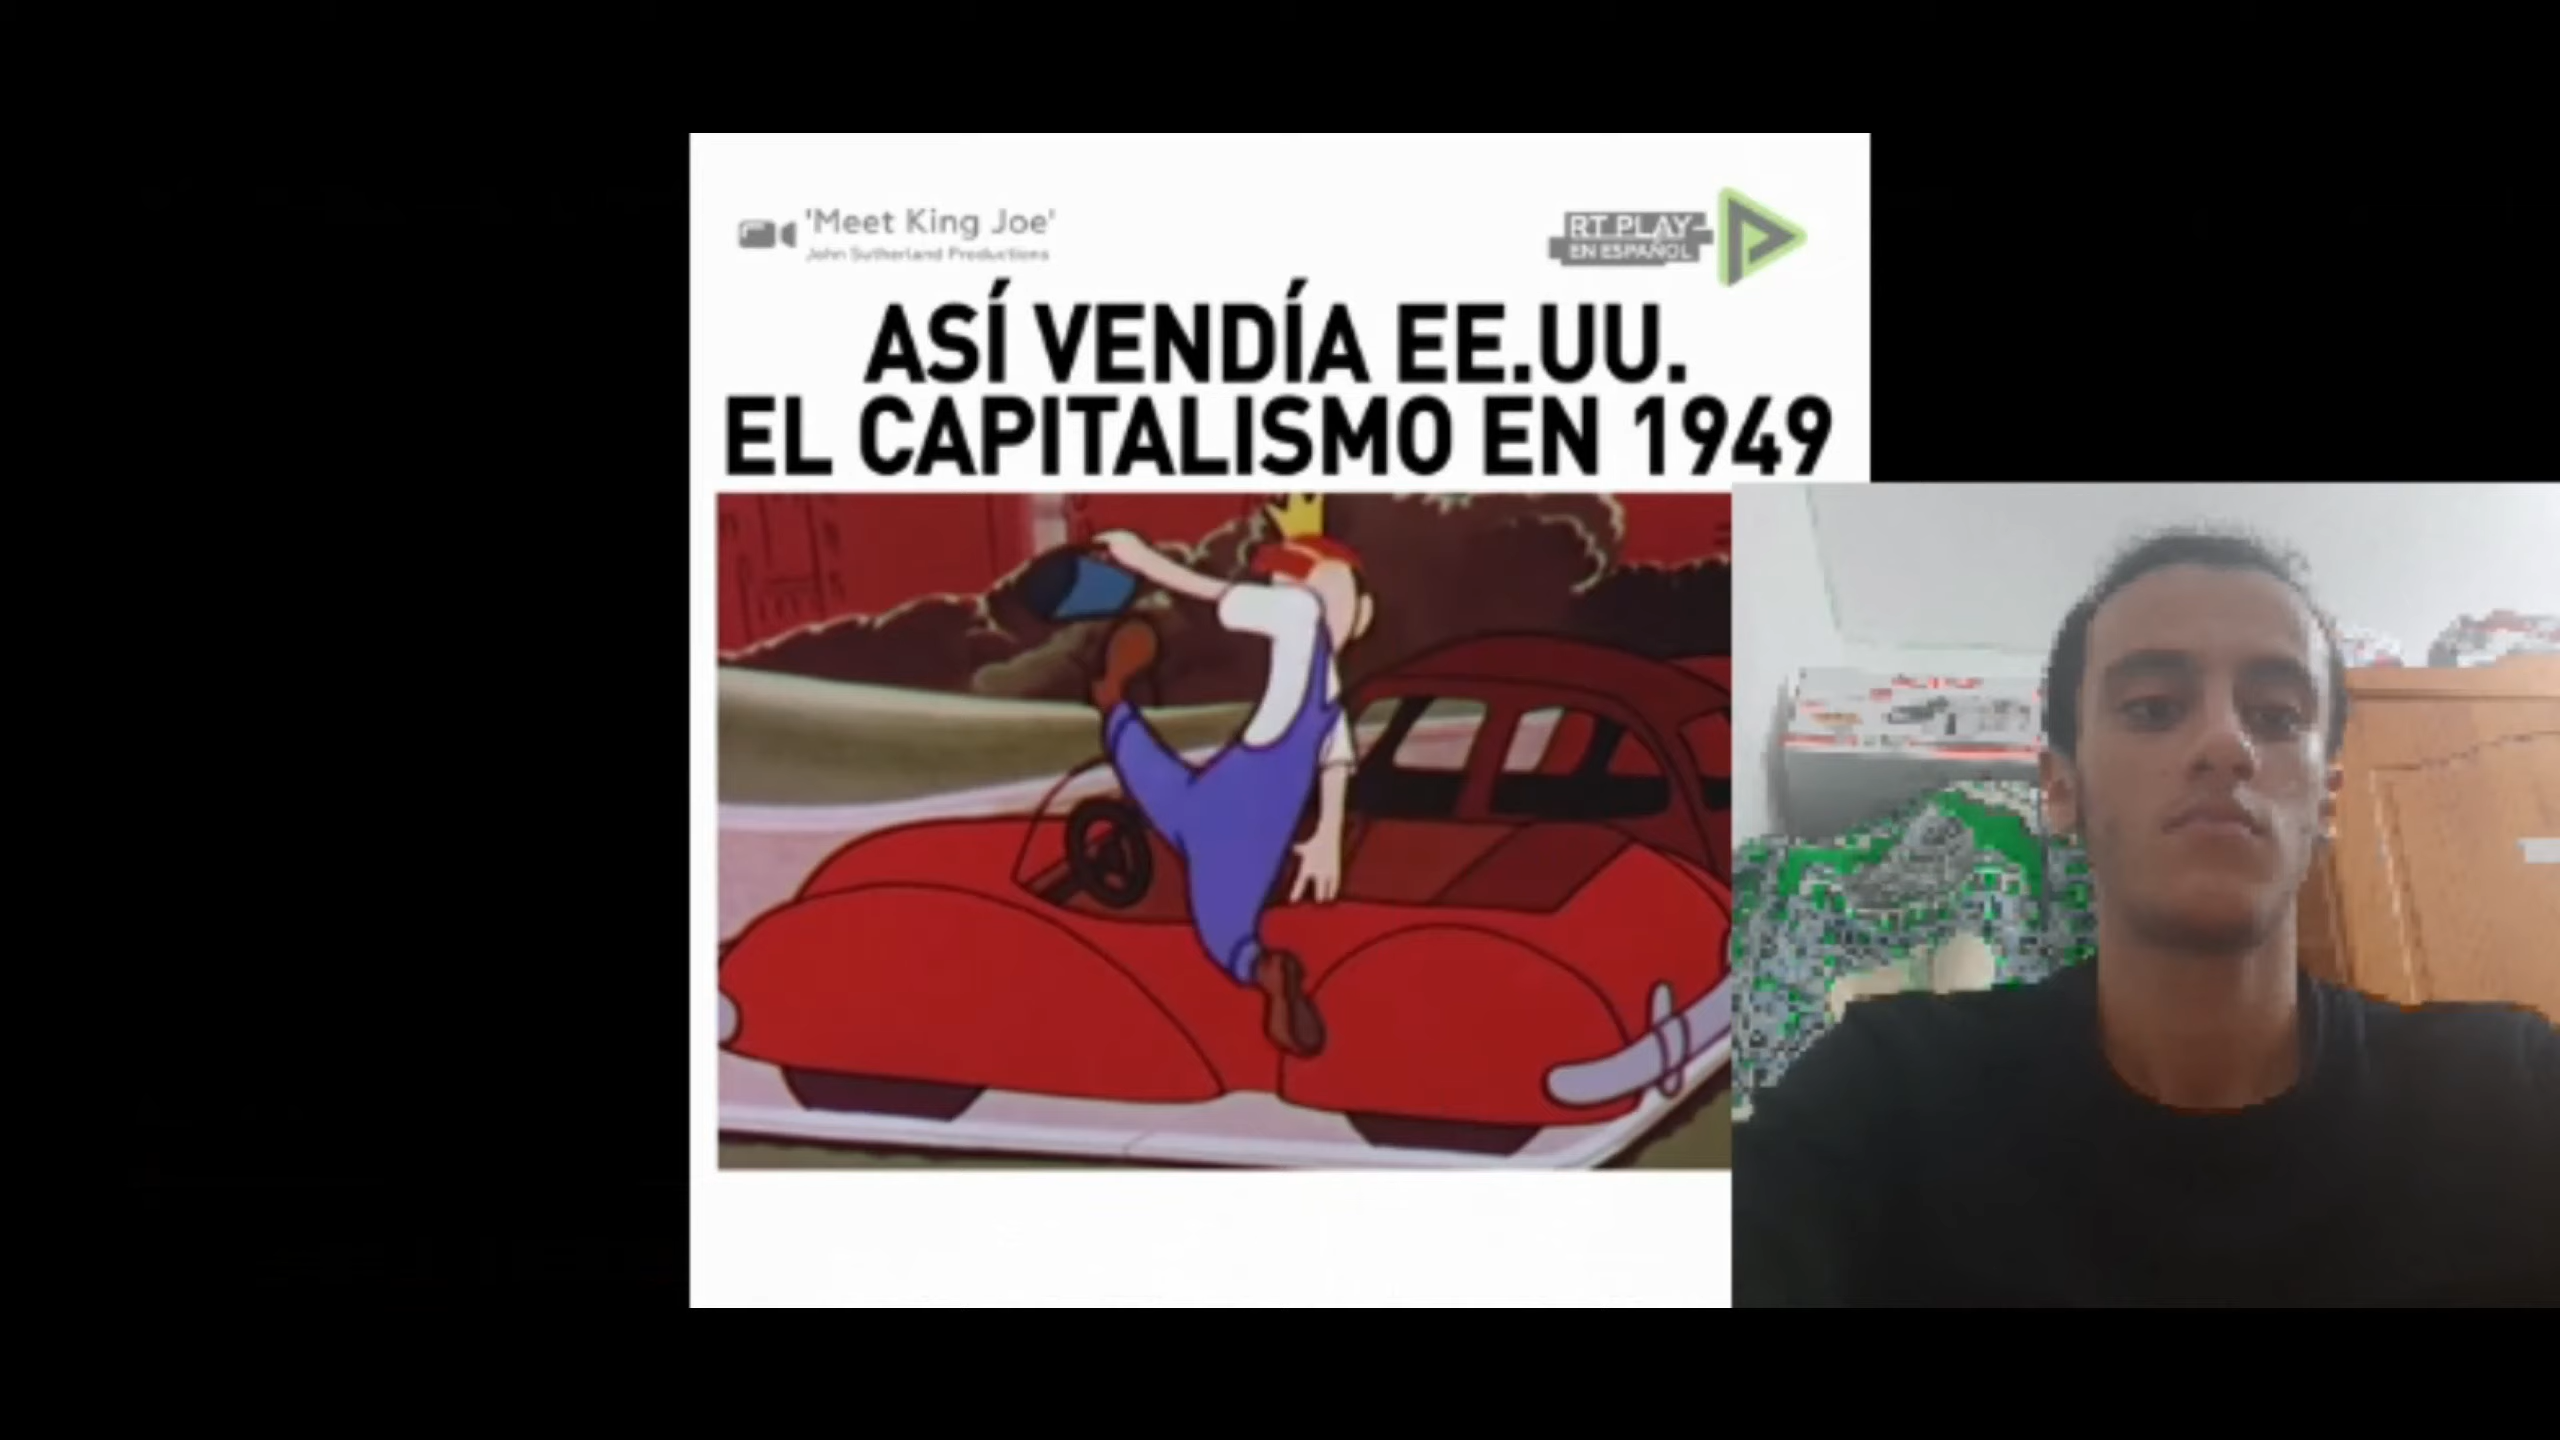 'Meet King Joe'
John Sutherland Productions
RT PLAY
EN ESPAÑOL
ASÍ VENDÍA EE.UU.
EL CAPITALISMO EN 1949